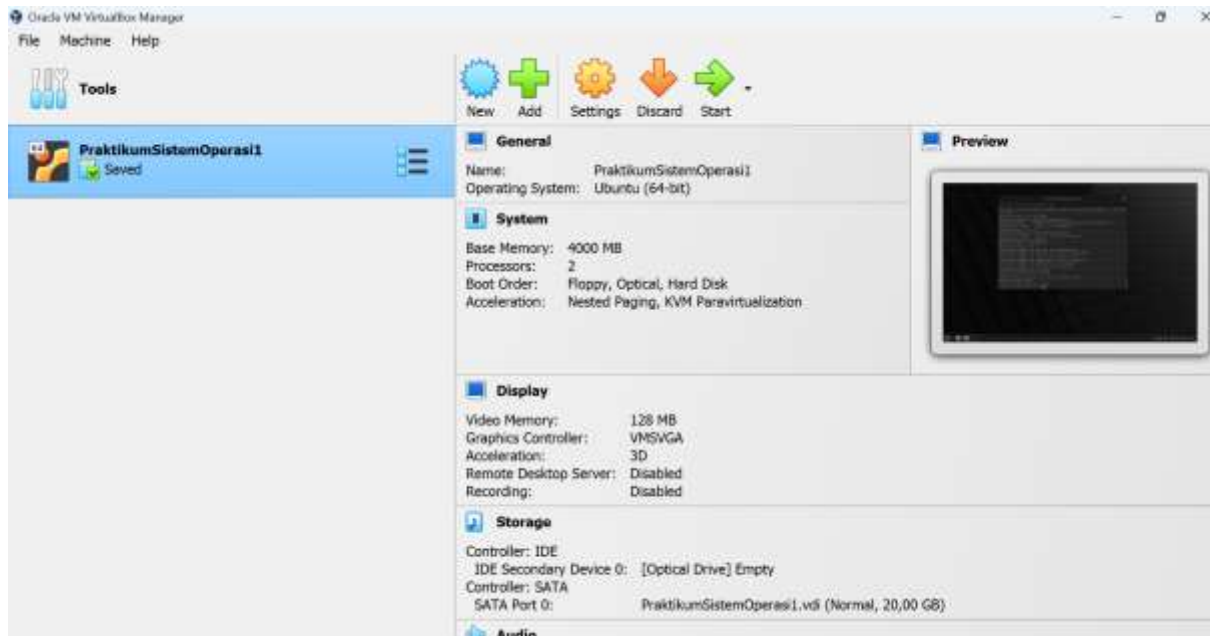 Oracle VM VirtualBox Manager
File Machine Help
Tools
New Add Settings Discard Start
PraktikumSistemOperasi1
Saved
General
Name: PraktikumSistemOperasi1
Operating System: Ubuntu (64-bit)
Preview
System
Base Memory: 4000 MB
Processors: 2
Boot Order: Floppy, Optical, Hard Disk
Acceleration: Nested Paging, KVM Paravirtualization
Display
Video Memory: 128 MB
Graphics Controller: VMSVGA
Acceleration: 3D
Remote Desktop Server: Disabled
Recording: Disabled
Storage
Controller: IDE
IDE Secondary Device 0: [Optical Drive] Empty
Controller: SATA
SATA Port 0: PraktikumSistemOperasi1.vdi (Normal, 20,00 GB)
Audio